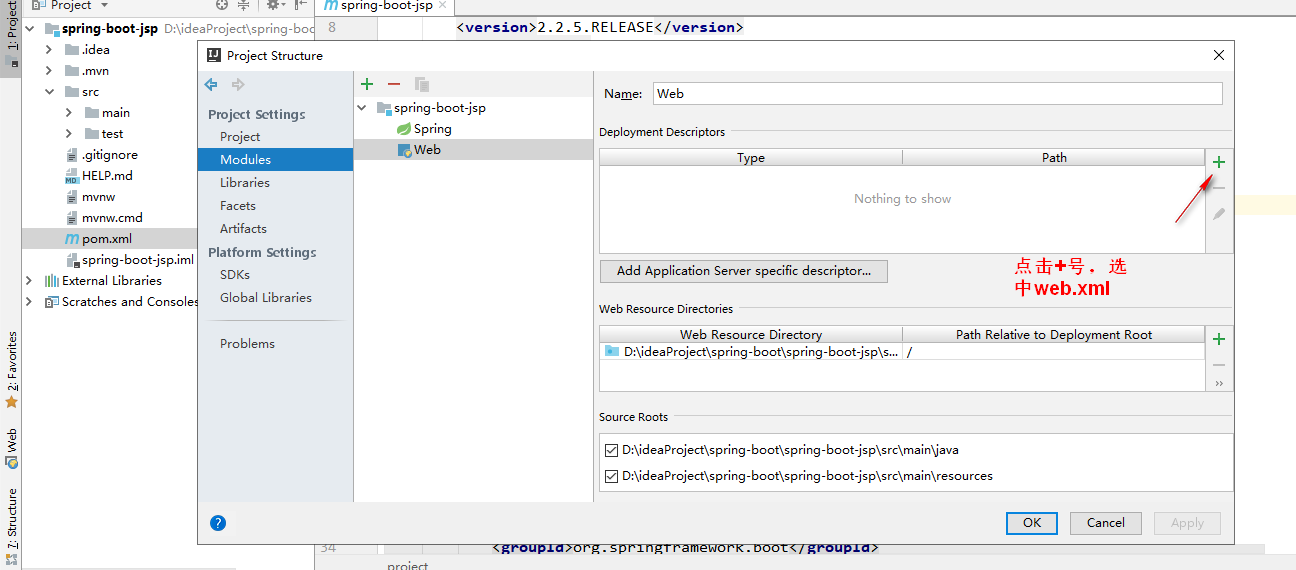 Project
spring-boot-jsp
8
<version>2.2.5.RELEASE</version>
1: Project
spring-boot-jsp D:\ideaProject\spring-boo
.idea
.mvn
src
main
test
.gitignore
HELP.md
mvnw
mvnw.cmd
pom.xml
spring-boot-jsp.iml
External Libraries
Scratches and Consoles
2: Favorites
Web
7: Structure
Project Structure
Project Settings
Project
Modules
Libraries
Facets
Artifacts
Platform Settings
SDKs
Global Libraries
Problems
spring-boot-jsp
Spring
Web
Name: Web
Deployment Descriptors
Type Path
Nothing to show
点击+号．选
中web.xml
Add Application Server specific descriptor...
Web Resource Directories
Web Resource Directory Path Relative to Deployment Root
D:\ideaProject\spring-boot\spring-boot-jsp\s... /
Source Roots
D:\ideaProject\spring-boot\spring-boot-jsp\src\main\java
D:\ideaProject\spring-boot\spring-boot-jsp\src\main\resources
OK Cancel Apply
34 <groupId>org.springframework.boot</groupId>
project